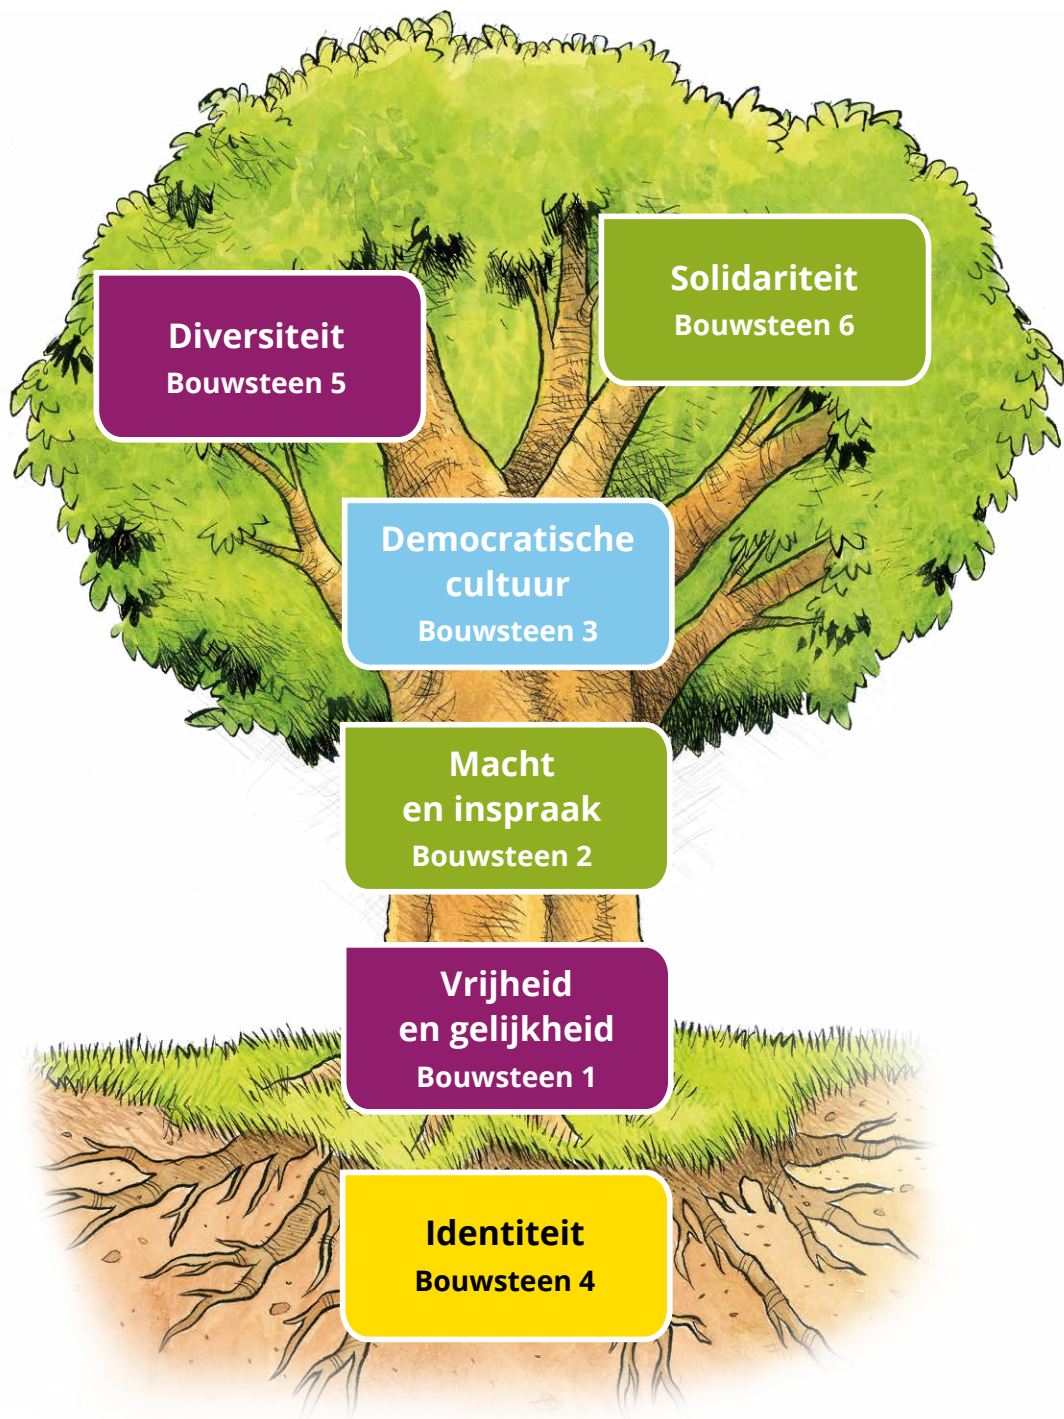 Solidariteit
Bouwsteen 6
Diversiteit
Bouwsteen 5
Democratische
cultuur
Bouwsteen 3
Macht
en inspraak
Bouwsteen 2
Vrijheid
en gelijkheid
Bouwsteen 1
Identiteit
Bouwsteen 4